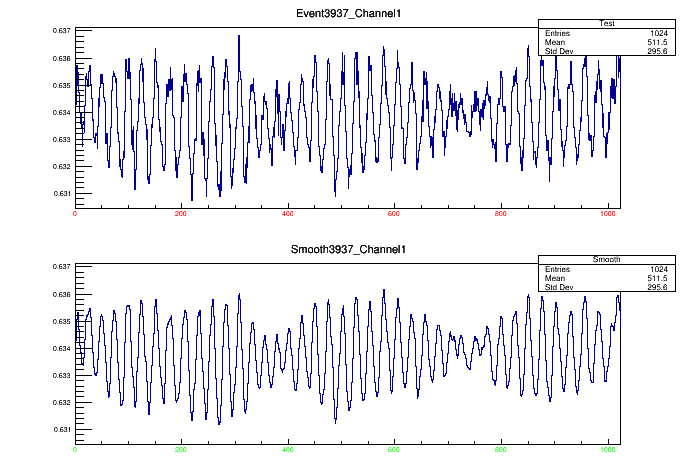 Event3937_Channel1
Test
Entries 1024
Mean 511.5
Std Dev 295.6
0.637
0.636
0.635
0.634
0.633
0.632
0.631
0 200 400 600 800 1000
Smooth3937_Channel1
Smooth
Entries 1024
Mean 511.5
Std Dev 295.6
0.637
0.636
0.635
0.634
0.633
0.632
0.631
0 200 400 600 800 1000